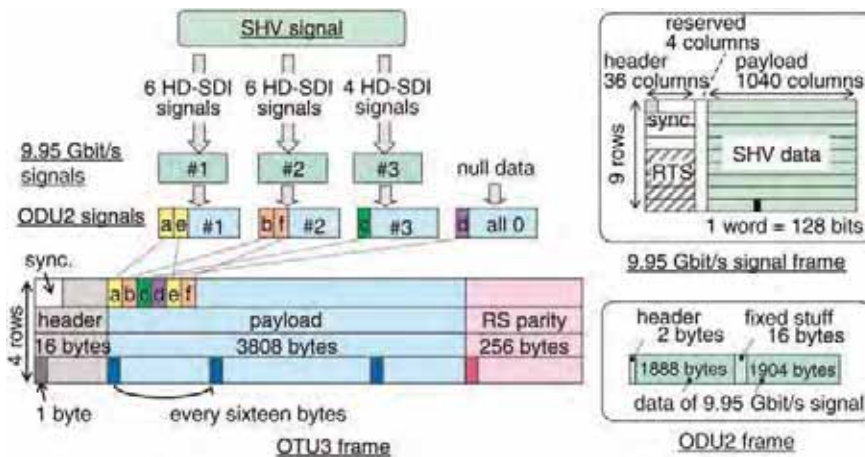 SHV signal
6 HD-SDI
signals
6 HD-SDI
signals
4 HD-SDI
signals
9.95 Gbit/s
signals
#1
#2
#3
null data
ODU2 signals
a e #1
b f #2
c #3
d all 0
sync.
a b c d e f
4 rows
header
payload
RS parity
16 bytes
3808 bytes
256 bytes
1 byte
every sixteen bytes
OTU3 frame
reserved
4 columns
header
36 columns
payload
1040 columns
9 rows
sync.
RTS
SHV data
1 word = 128 bits
9.95 Gbit/s signal frame
header
2 bytes
fixed stuff
16 bytes
1888 bytes
1904 bytes
data of 9.95 Gbit/s signal
ODU2 frame